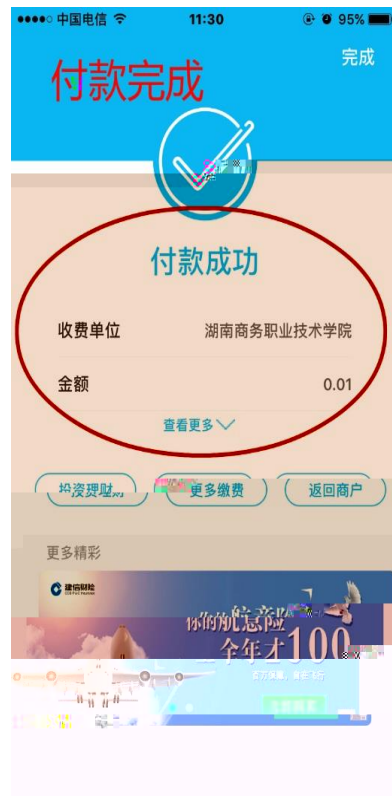 中国电信 11:30 95%
完成
付款完成
付款成功
收费单位 湖南商务职业技术学院
金额 0.01
查看更多
投资理财 更多缴费 返回商户
更多精彩
建信财险
你的航意险
全年才100